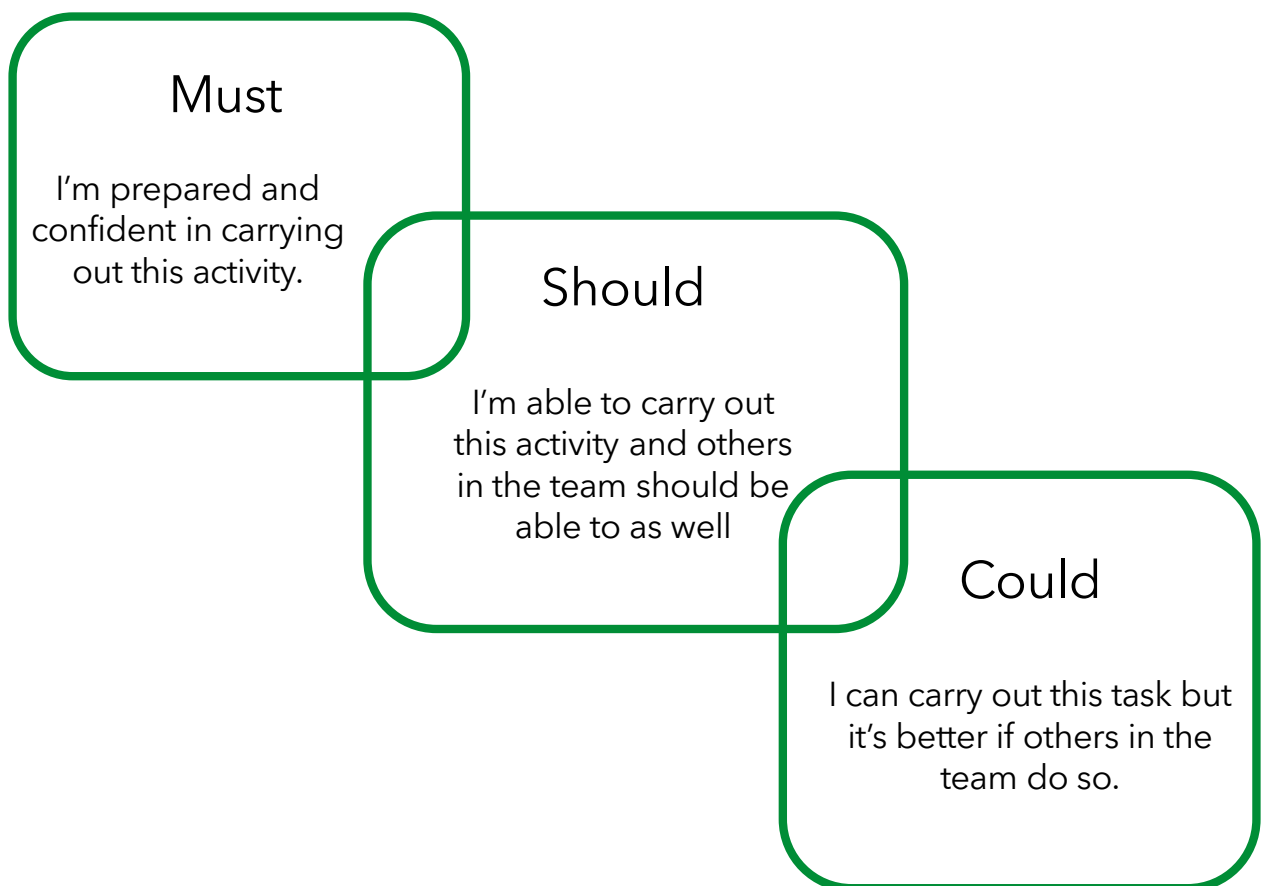 Must
I’m prepared and
confident in carrying
out this activity.
Should
I’m able to carry out
this activity and others
in the team should be
able to as well
Could
I can carry out this task but
it’s better if others in the
team do so.